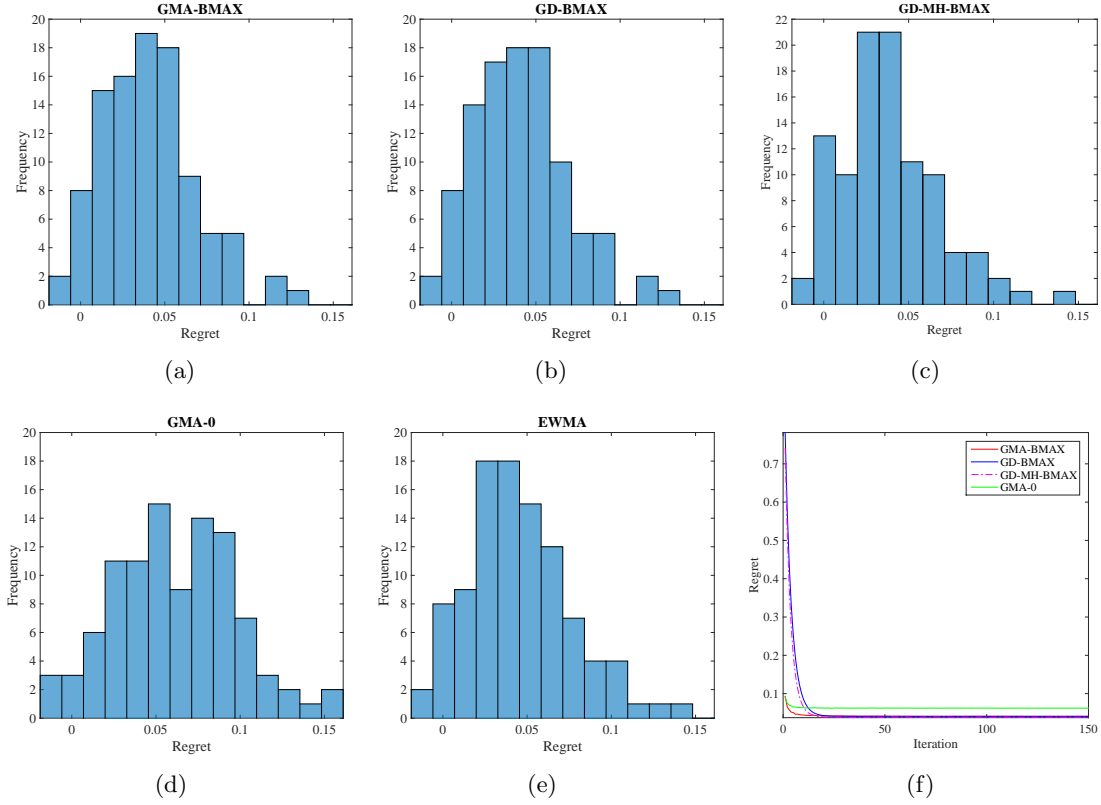 GMA-BMAX
20
18
16
14
12
10
8
6
4
2
0
Frequency
0 0.05 0.1 0.15
Regret
(a)
GD-BMAX
20
18
16
14
12
10
8
6
4
2
0
Frequency
0 0.05 0.1 0.15
Regret
(b)
GD-MH-BMAX
22
20
18
16
14
12
10
8
6
4
2
0
Frequency
0 0.05 0.1 0.15
Regret
(c)
GMA-0
20
18
16
14
12
10
8
6
4
2
0
Frequency
0 0.05 0.1 0.15
Regret
(d)
EWMA
20
18
16
14
12
10
8
6
4
2
0
Frequency
0 0.05 0.1 0.15
Regret
(e)
0.7
0.5
0.4
0.3
0.2
0.1
Regret
GMA-BMAX
GD-BMAX
GD-MH-BMAX
GMA-0
0 50 100 150
Iteration
(f)